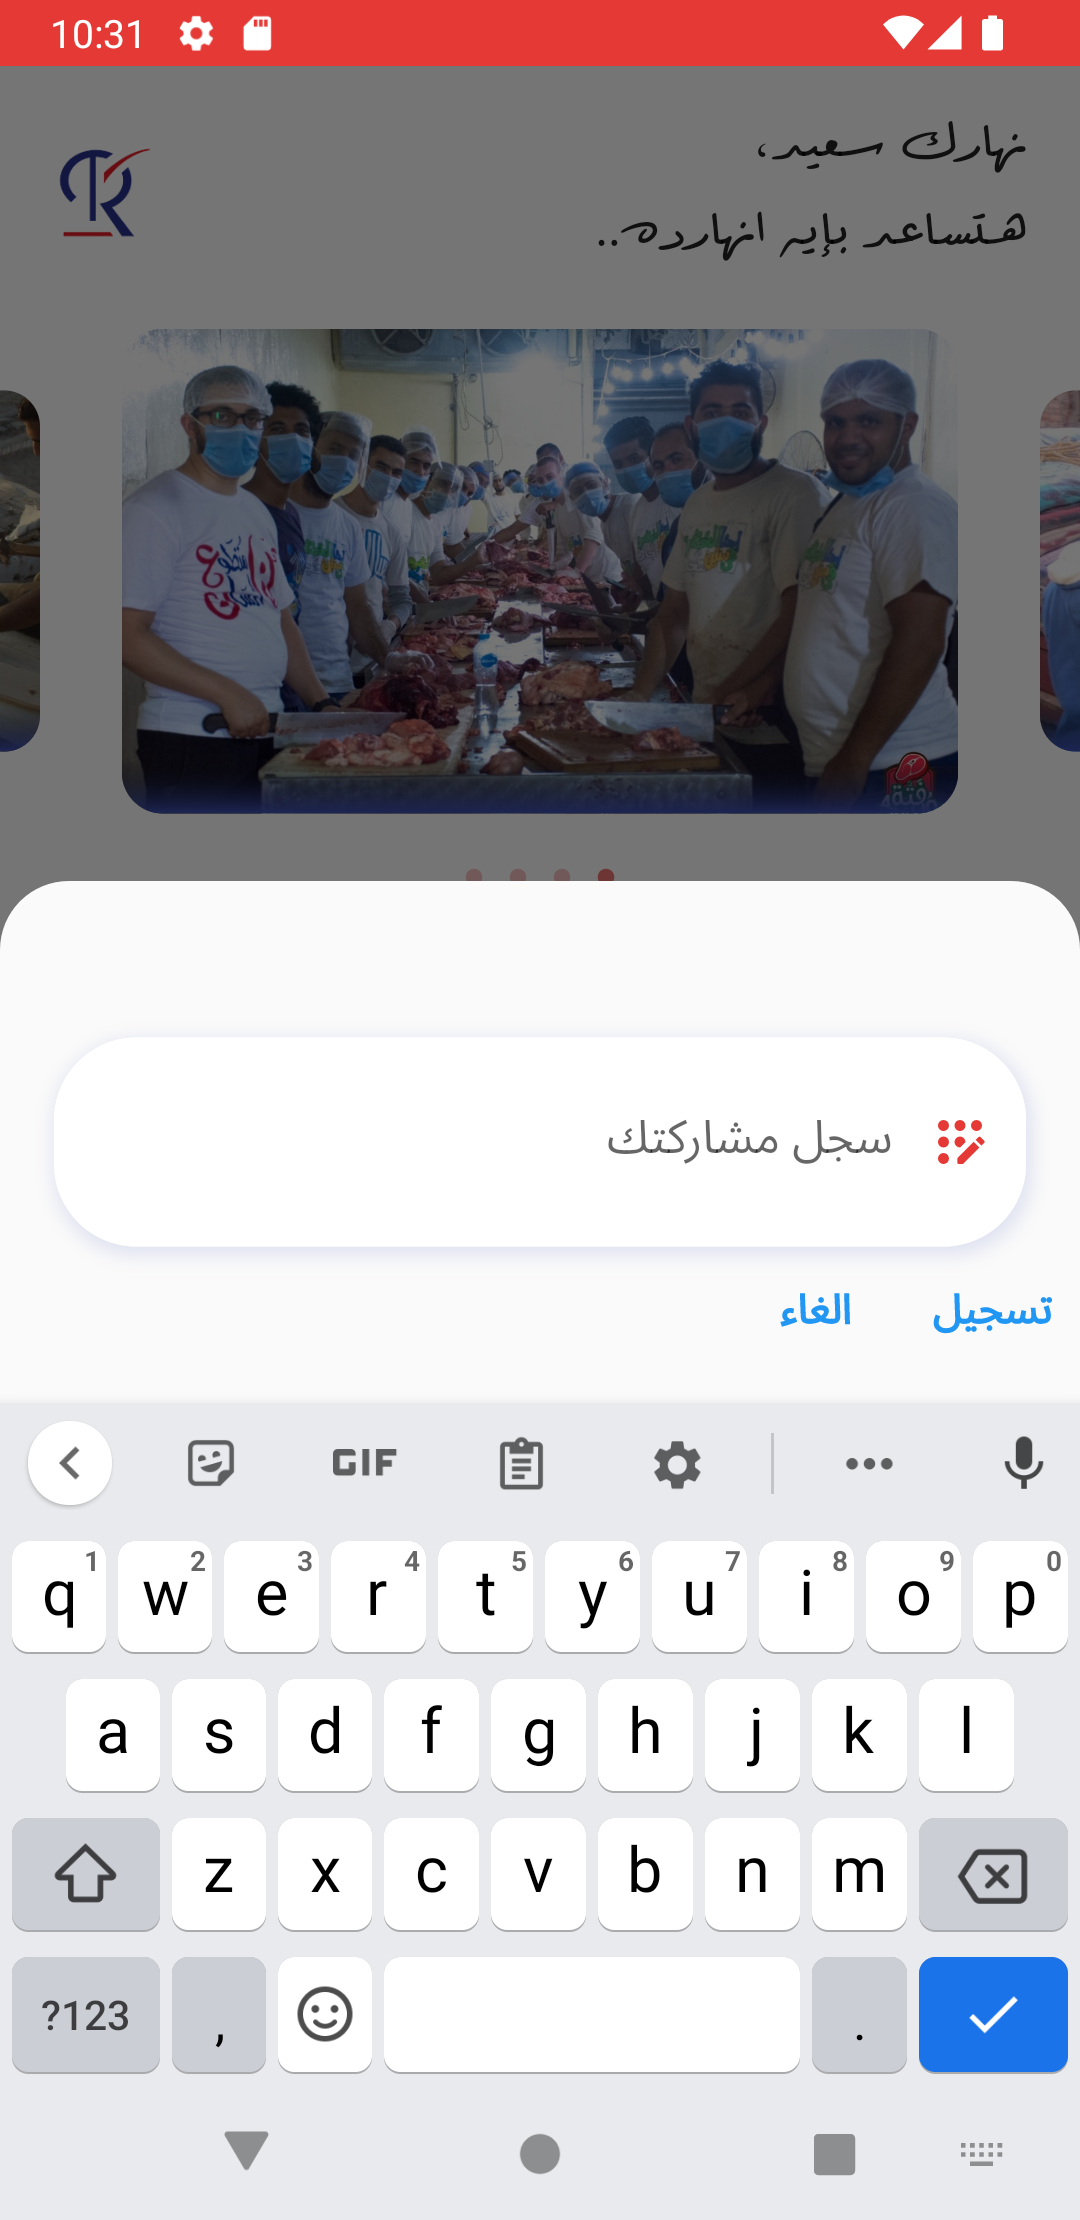 10:31
نهارك سعيد،
هتساعد بإيه انهارده..
سجل مشاركتك
تسجيل
الغاء
GIF
q 1 w 2 e 3 r 4 t 5 y 6 u 7 i 8 o 9 p 0
a s d f g h j k l
z x c v b n m
?123 , .